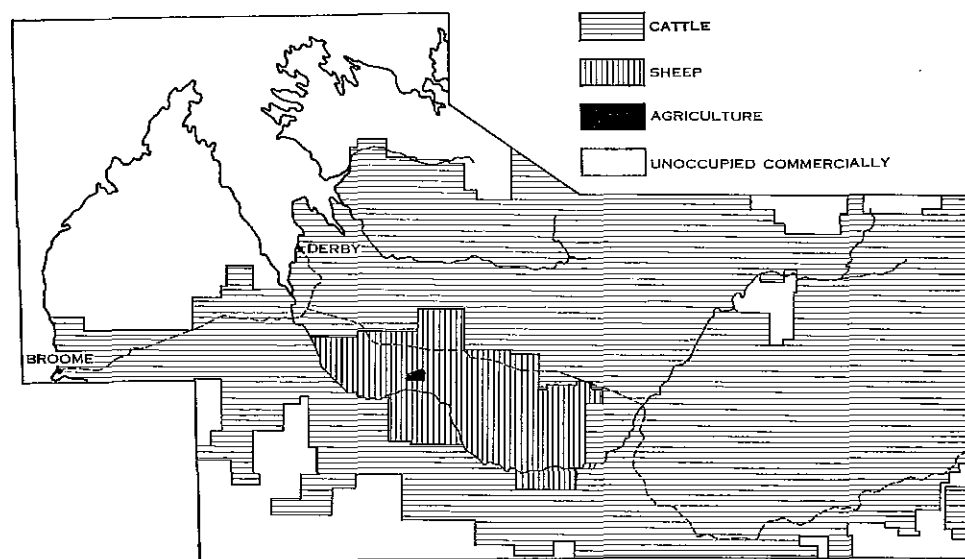 CATTLE
SHEEP
AGRICULTURE
UNOCCUPIED COMMERCIALLY
DERBY
BROOME